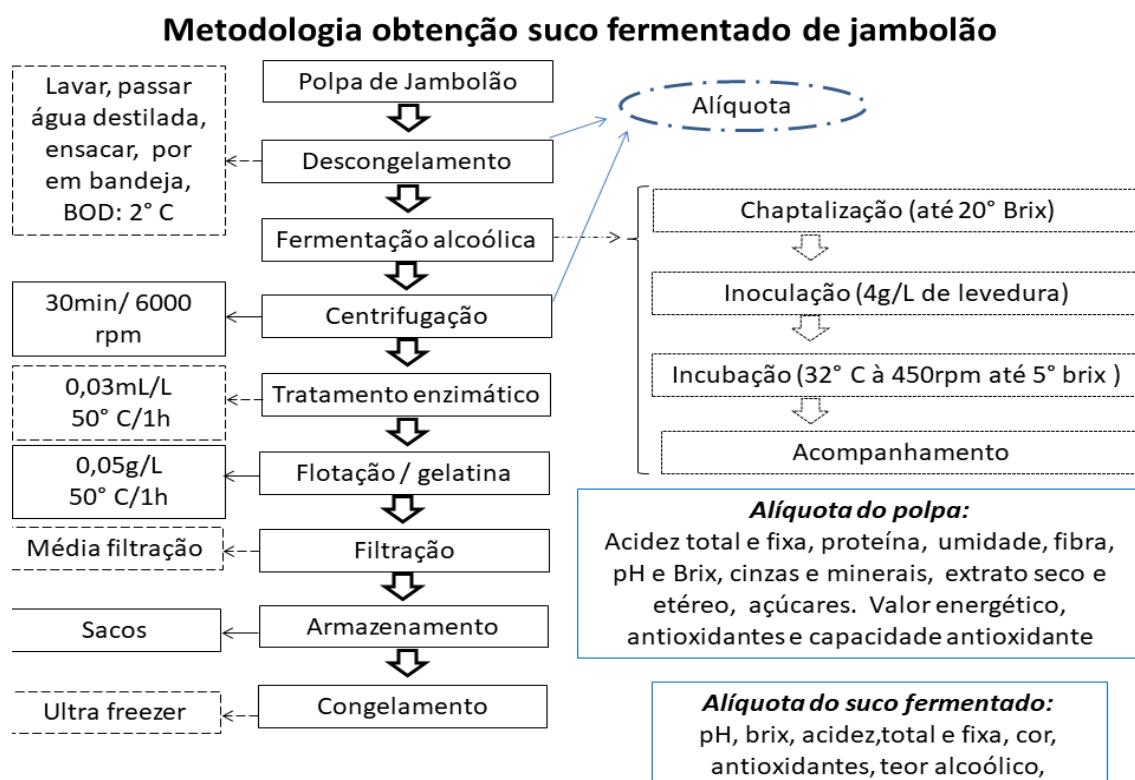 Metodologia obtenção suco fermentado de jambolão
Lavar, passar
água destilada,
ensacar, por
em bandeja,
BOD: 2° C
Polpa de Jambolão
Alíquota
Descongelamento
Fermentação alcoólica
Chaptalização (até 20° Brix)
30min/ 6000
rpm
Centrifugação
Inoculação (4g/L de levedura)
0,03mL/L
50° C/1h
Tratamento enzimático
Incubação (32° C à 450rpm até 5° brix )
0,05g/L
50° C/1h
Flotação / gelatina
Acompanhamento
Média filtração
Filtração
Sacos
Armazenamento
Ultra freezer
Congelamento
Alíquota do polpa:
Acidez total e fixa, proteína, umidade, fibra,
pH e Brix, cinzas e minerais, extrato seco e
etéreo, açúcares. Valor energético,
antioxidantes e capacidade antioxidante
Alíquota do suco fermentado:
pH, brix, acidez,total e fixa, cor,
antioxidantes, teor alcoólico,